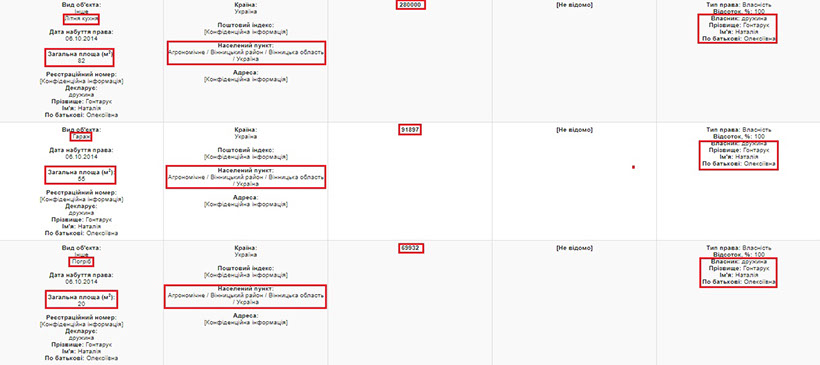 Вид об'єкта:
Інше
Літня кухня
Дата набуття права:
06.10.2014
Загальна площа (м²):
82
Реєстраційний номер:
[Конфіденційна інформація]
Декларує:
дружина
Прізвище: Гонтарук
Ім'я: Наталія
По батькові: Олексіївна
Країна:
Україна
Поштовий індекс:
[Конфіденційна інформація]
Населений пункт:
Агрономічне / Вінницький район / Вінницька область
/ Україна
Адреса:
[Конфіденційна інформація]
280000
[Не відомо]
Тип права: Власність
Відсоток, %: 100
Власник: дружина
Прізвище: Гонтарук
Ім'я: Наталія
По батькові: Олексіївна
Вид об'єкта:
Гараж
Дата набуття права:
06.10.2014
Загальна площа (м²):
55
Реєстраційний номер:
[Конфіденційна інформація]
Декларує:
дружина
Прізвище: Гонтарук
Ім'я: Наталія
По батькові: Олексіївна
Країна:
Україна
Поштовий індекс:
[Конфіденційна інформація]
Населений пункт:
Агрономічне / Вінницький район / Вінницька область
/ Україна
Адреса:
[Конфіденційна інформація]
91897
[Не відомо]
Тип права: Власність
Відсоток, %: 100
Власник: дружина
Прізвище: Гонтарук
Ім'я: Наталія
По батькові: Олексіївна
Вид об'єкта:
Інше
Погріб
Дата набуття права:
06.10.2014
Загальна площа (м²):
20
Реєстраційний номер:
[Конфіденційна інформація]
Декларує:
дружина
Прізвище: Гонтарук
Ім'я: Наталія
По батькові: Олексіївна
Країна:
Україна
Поштовий індекс:
[Конфіденційна інформація]
Населений пункт:
Агрономічне / Вінницький район / Вінницька область
/ Україна
Адреса:
[Конфіденційна інформація]
69932
[Не відомо]
Тип права: Власність
Відсоток, %: 100
Власник: дружина
Прізвище: Гонтарук
Ім'я: Наталія
По батькові: Олексіївна